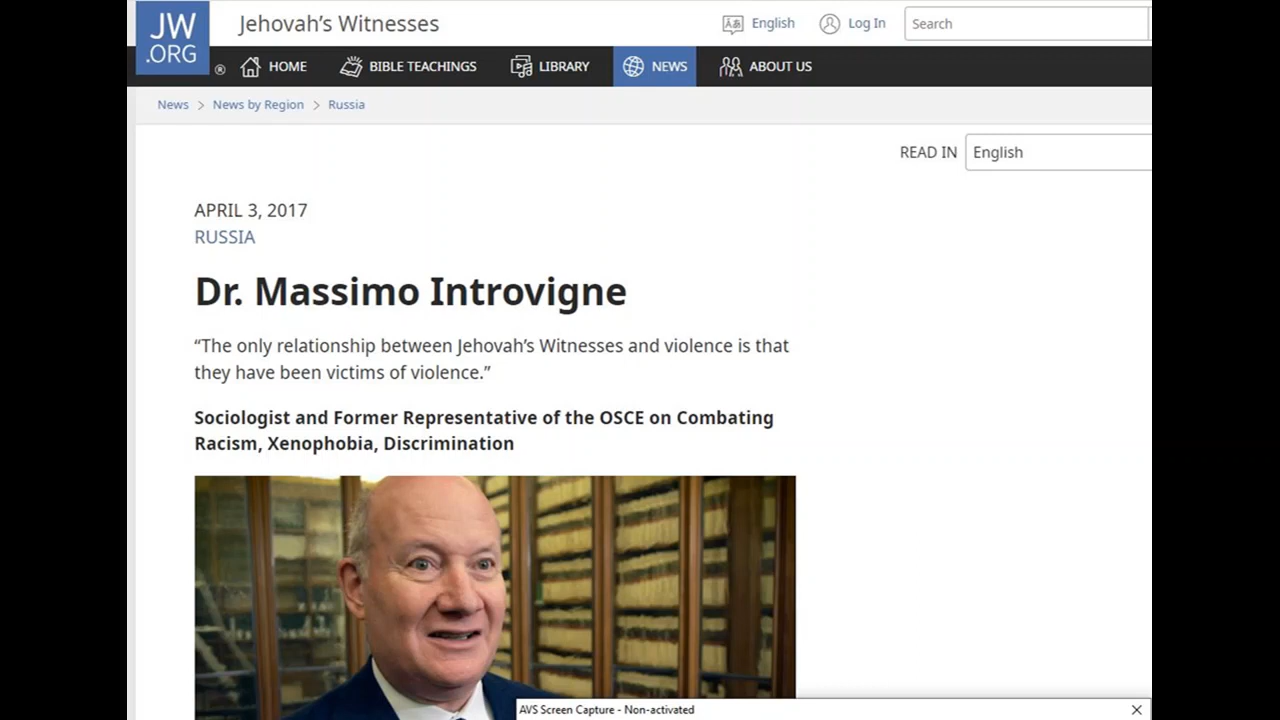 JW
.ORG
®
Jehovah's Witnesses
English
Log In
Search
HOME
BIBLE TEACHINGS
LIBRARY
NEWS
ABOUT US
News > News by Region > Russia
READ IN English
APRIL 3, 2017
RUSSIA
Dr. Massimo Introvigne
“The only relationship between Jehovah’s Witnesses and violence is that
they have been victims of violence.”
Sociologist and Former Representative of the OSCE on Combating
Racism, Xenophobia, Discrimination
AVS Screen Capture - Non-activated